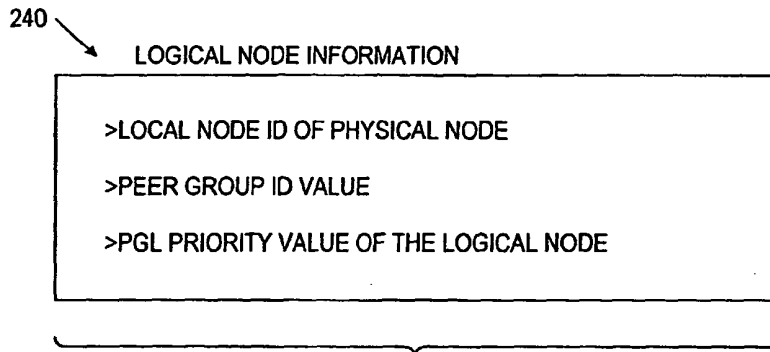 240
LOGICAL NODE INFORMATION
>LOCAL NODE ID OF PHYSICAL NODE
>PEER GROUP ID VALUE
>PGL PRIORITY VALUE OF THE LOGICAL NODE